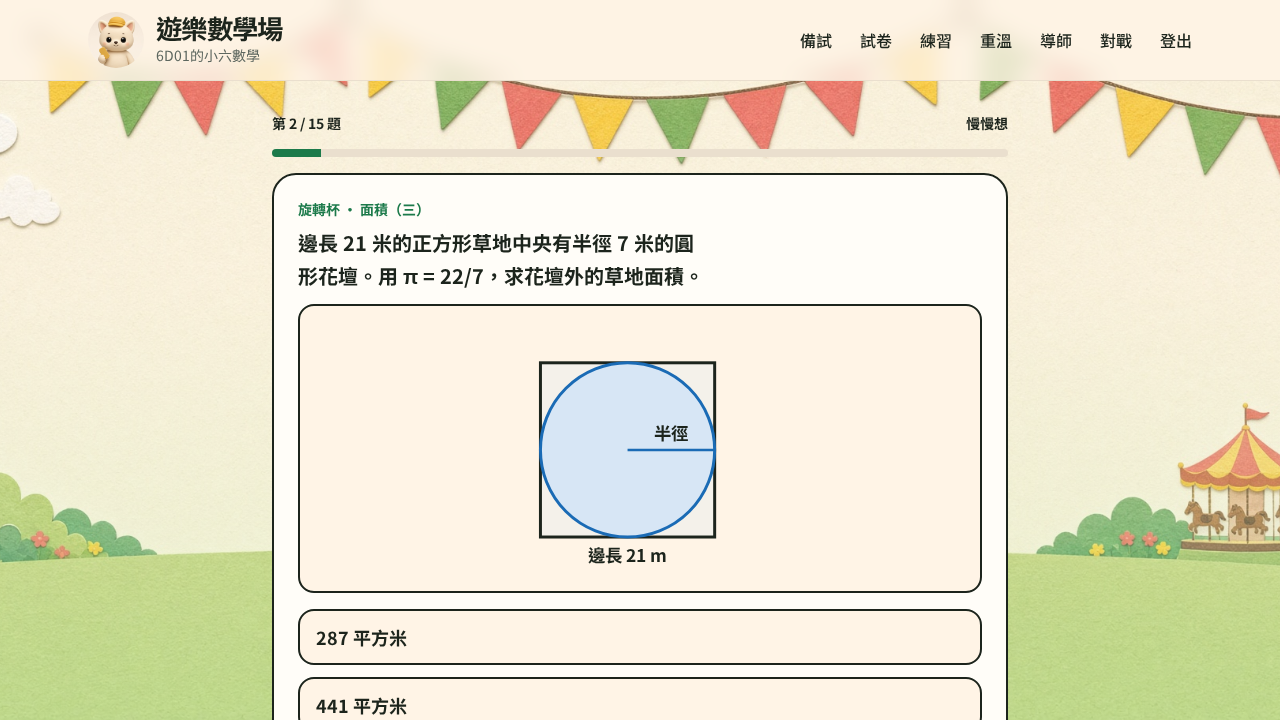 遊樂數學場
6D01的小六數學
備試
試卷
練習
重溫
導師
對戰
登出
第 2 / 15 題
慢慢想
旋轉杯 · 面積（三）
邊長 21 米的正方形草地中央有半徑 7 米的圓
形花壇。用 π = 22/7，求花壇外的草地面積。
半徑
邊長 21 m
287 平方米
441 平方米